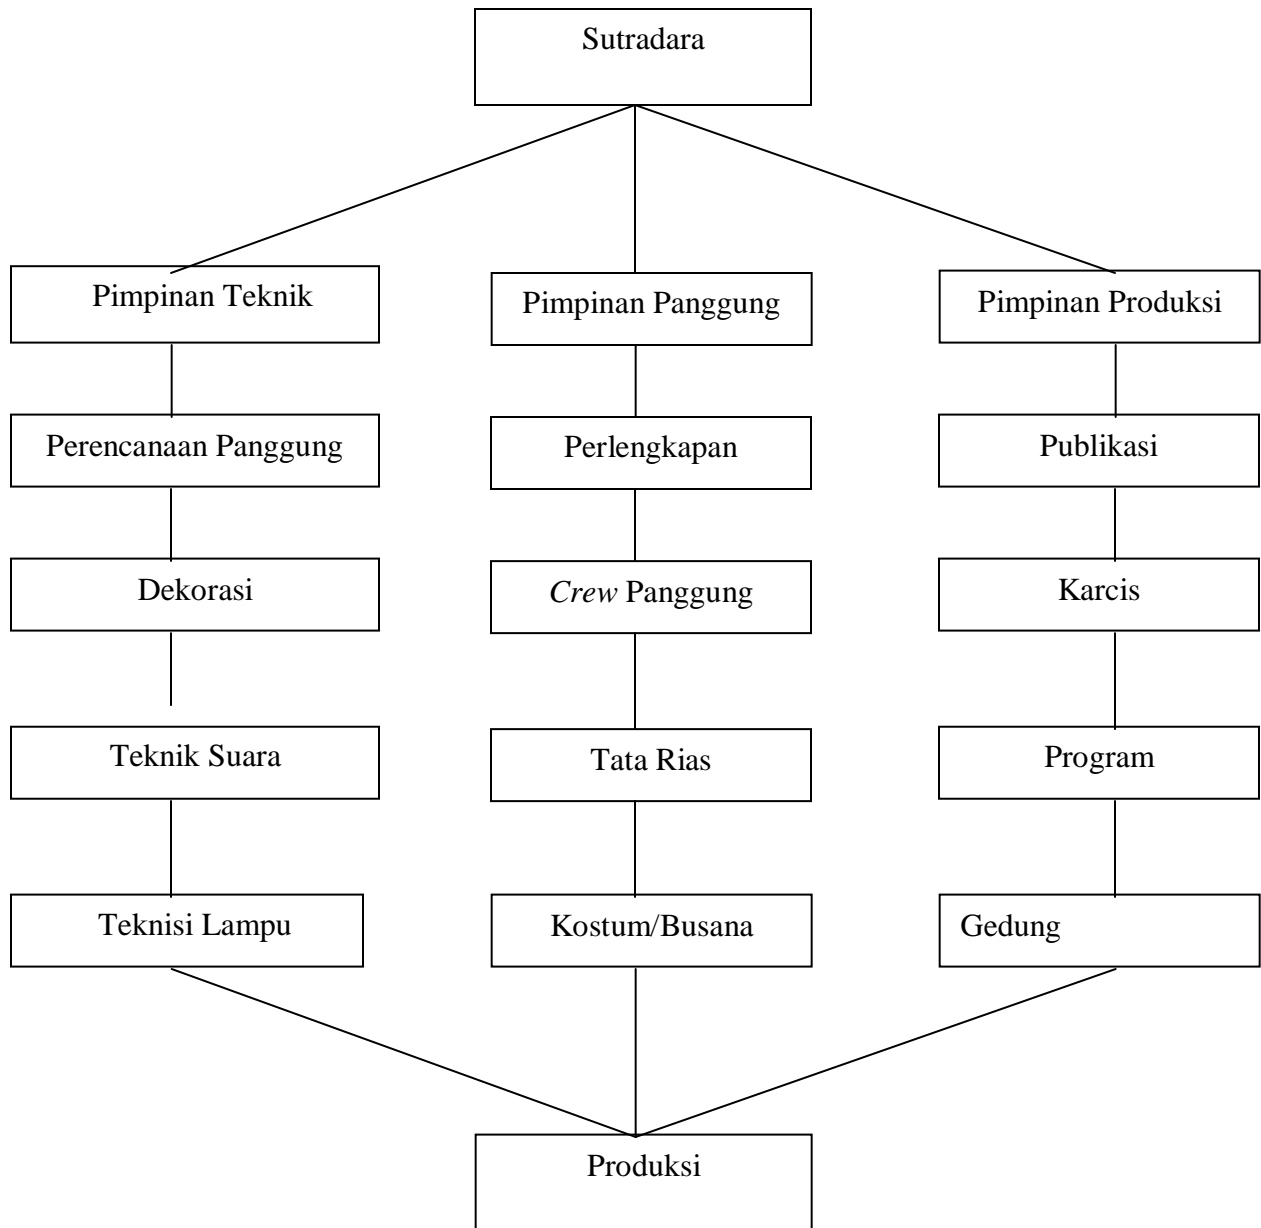 Sutradara
Pimpinan Teknik
Pimpinan Panggung
Pimpinan Produksi
Perencanaan Panggung
Perlengkapan
Publikasi
Dekorasi
Crew Panggung
Karcis
Teknik Suara
Tata Rias
Program
Teknisi Lampu
Kostum/Busana
Gedung
Produksi